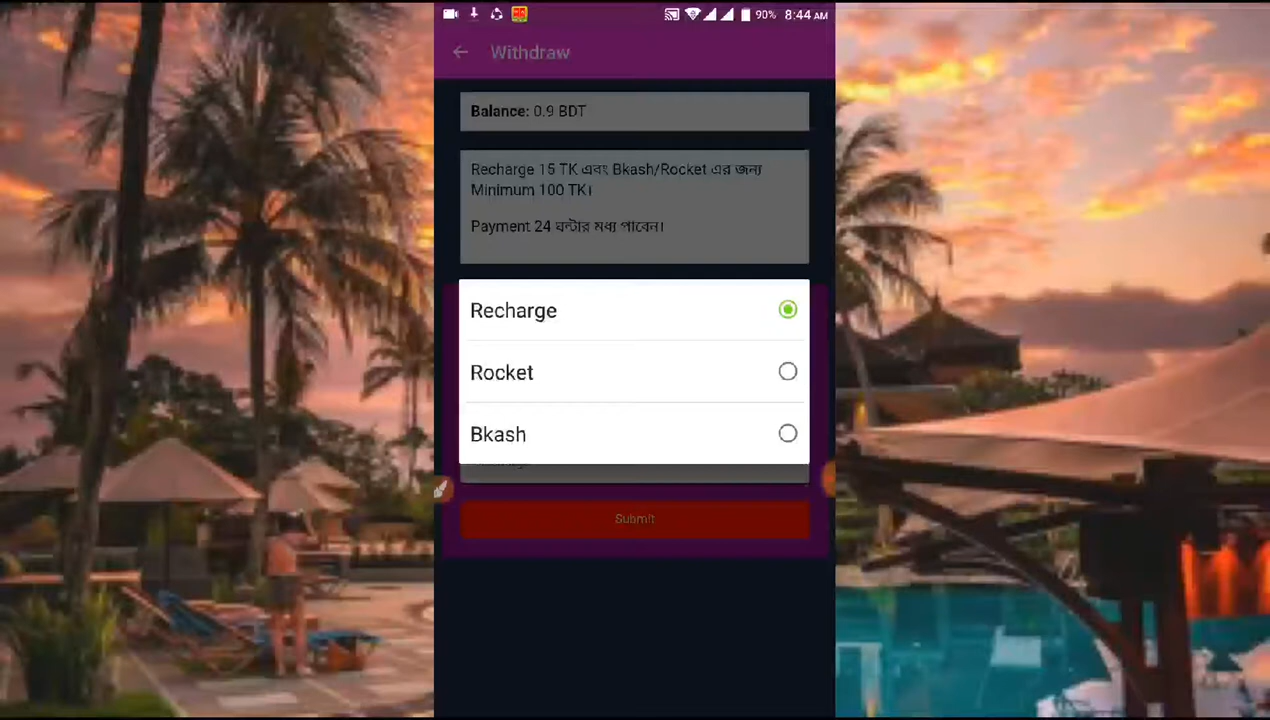 90% 8:44 AM
Withdraw
Balance: 0.9 BDT
Recharge 15 TK এবং Bkash/Rocket এর জন্য
Minimum 100 TK।
Payment 24 ঘন্টার মধ্য পাবেন।
Recharge
Rocket
Bkash
Submit